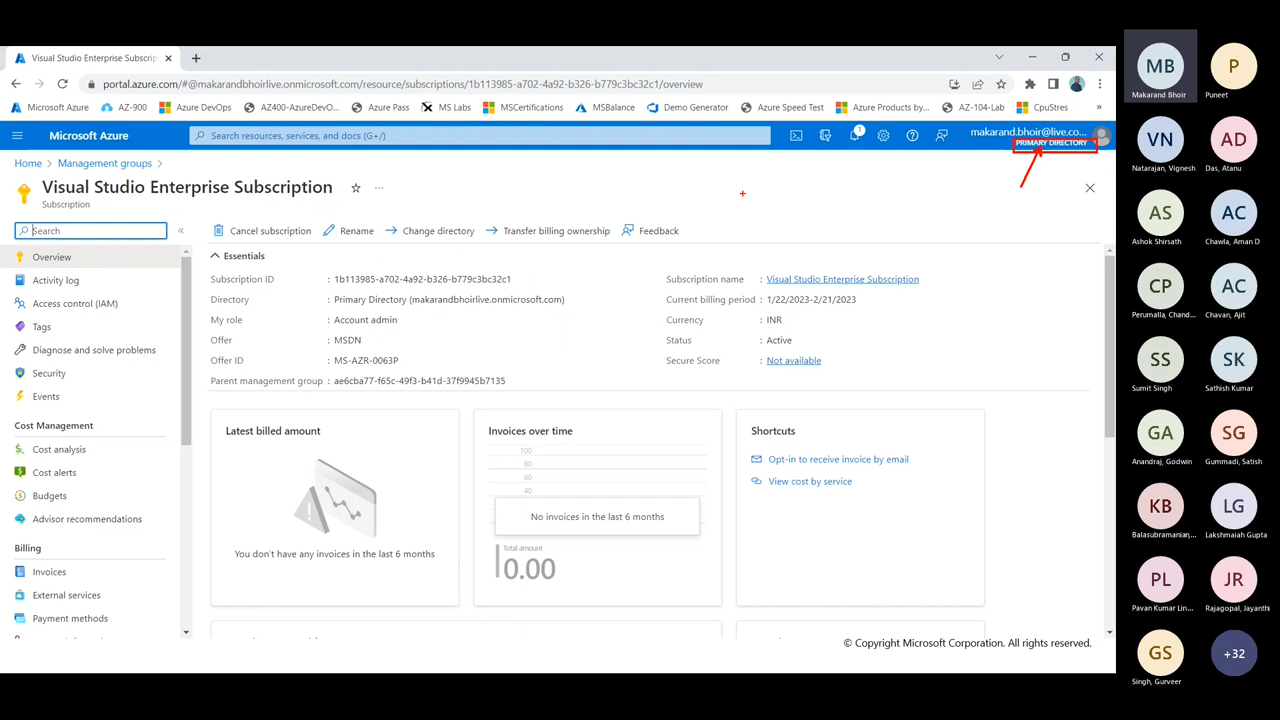 Visual Studio Enterprise Subscrip
portal.azure.com/#@makarandbhoirlive.onmicrosoft.com/resource/subscriptions/1b113985-a702-4a92-b326-b779c3bc32c1/overview
Microsoft Azure AZ-900 Azure DevOps AZ400-AzureDevO... Azure Pass MS Labs MSCertifications MSBalance Demo Generator Azure Speed Test Azure Products by... AZ-104-Lab CpuStres »
Microsoft Azure Search resources, services, and docs (G+/) 1 makarand.bhoir@live.co...
PRIMARY DIRECTORY
Home > Management groups >
Visual Studio Enterprise Subscription ...
Subscription
Search «
Cancel subscription Rename Change directory Transfer billing ownership Feedback
Overview
Activity log
Access control (IAM)
Tags
Diagnose and solve problems
Security
Events
Cost Management
Cost analysis
Cost alerts
Budgets
Advisor recommendations
Billing
Invoices
External services
Payment methods
Essentials
Subscription ID : 1b113985-a702-4a92-b326-b779c3bc32c1
Directory : Primary Directory (makarandbhoirlive.onmicrosoft.com)
My role : Account admin
Offer : MSDN
Offer ID : MS-AZR-0063P
Parent management group : ae6cba77-f65c-49f3-b41d-37f9945b7135
Subscription name : Visual Studio Enterprise Subscription
Current billing period : 1/22/2023-2/21/2023
Currency : INR
Status : Active
Secure Score : Not available
Latest billed amount
You don't have any invoices in the last 6 months
Invoices over time
100
80
60
40
No invoices in the last 6 months
Total amount
0.00
Shortcuts
Opt-in to receive invoice by email
View cost by service
© Copyright Microsoft Corporation. All rights reserved.
MB P
Makarand Bhoir Puneet
VN AD
Natarajan, Vignesh Das, Atanu
AS AC
Ashok Shirsath Chawla, Aman D
CP AC
Perumalla, Chand... Chavan, Ajit
SS SK
Sumit Singh Sathish Kumar
GA SG
Anandraj, Godwin Gummadi, Satish
KB LG
Balasubramanian,... Lakshmaiah Gupta
PL JR
Pavan Kumar Lin... Rajagopal, Jayanthi
GS +32
Singh, Gurveer